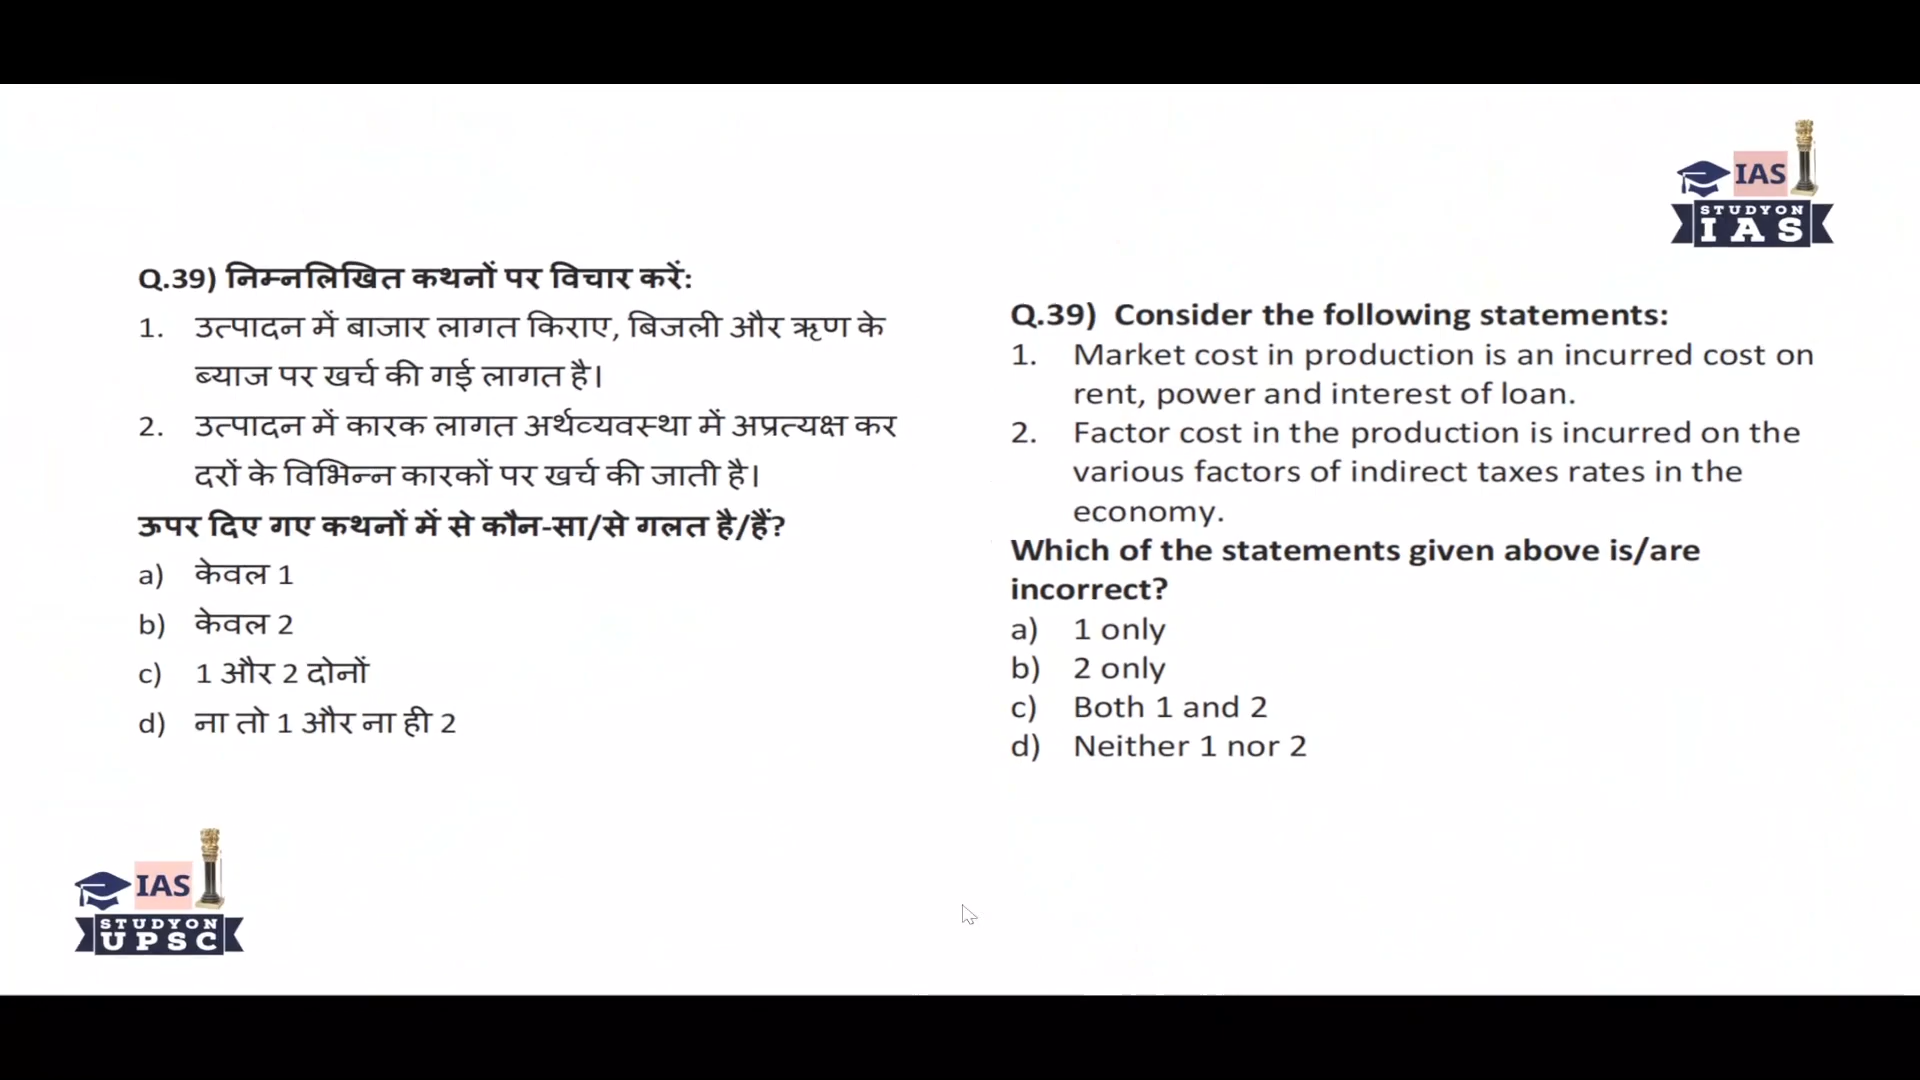 IAS
STUDYON
IAS
Q.39) निम्नलिखित कथनों पर विचार करें:
1. उत्पादन में बाजार लागत किराए, बिजली और ऋण के
ब्याज पर खर्च की गई लागत है।
2. उत्पादन में कारक लागत अर्थव्यवस्था में अप्रत्यक्ष कर
दरों के विभिन्न कारकों पर खर्च की जाती है।
ऊपर दिए गए कथनों में से कौन-सा/से गलत है/हैं?
a) केवल 1
b) केवल 2
c) 1 और 2 दोनों
d) ना तो 1 और ना ही 2
Q.39) Consider the following statements:
1. Market cost in production is an incurred cost on
rent, power and interest of loan.
2. Factor cost in the production is incurred on the
various factors of indirect taxes rates in the
economy.
Which of the statements given above is/are
incorrect?
a) 1 only
b) 2 only
c) Both 1 and 2
d) Neither 1 nor 2
IAS
STUDYON
UPSC